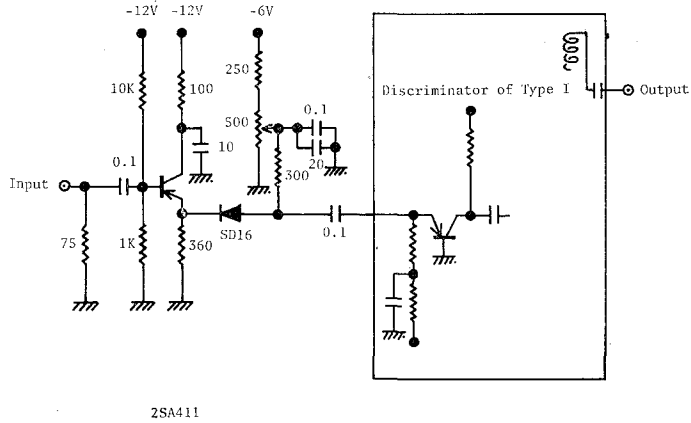 -12V -12V -6V
250
10K 100 Discriminator of Type I Output
0.1
500
10
20
0.1 300
Input
75 1K 360 SD16 0.1
2SA411